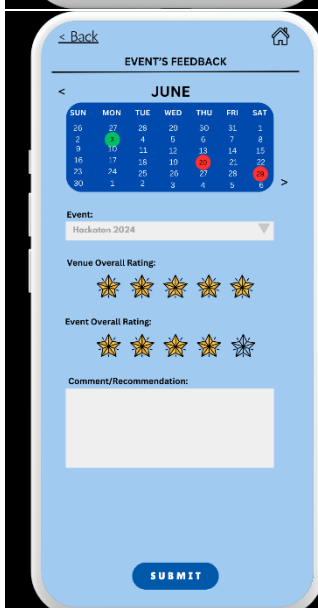 < Back
EVENT'S FEEDBACK
< JUNE
SUN MON TUE WED THU FRI SAT
26 27 28 29 30 31 1
2 3 4 5 6 7 8
9 10 11 12 13 14 15
16 17 18 19 20 21 22
23 24 25 26 27 28 29
30 1 2 3 4 5 6 >
Event:
Hackaton 2024
Venue Overall Rating:
Event Overall Rating:
Comment/Recommendation:
SUBMIT